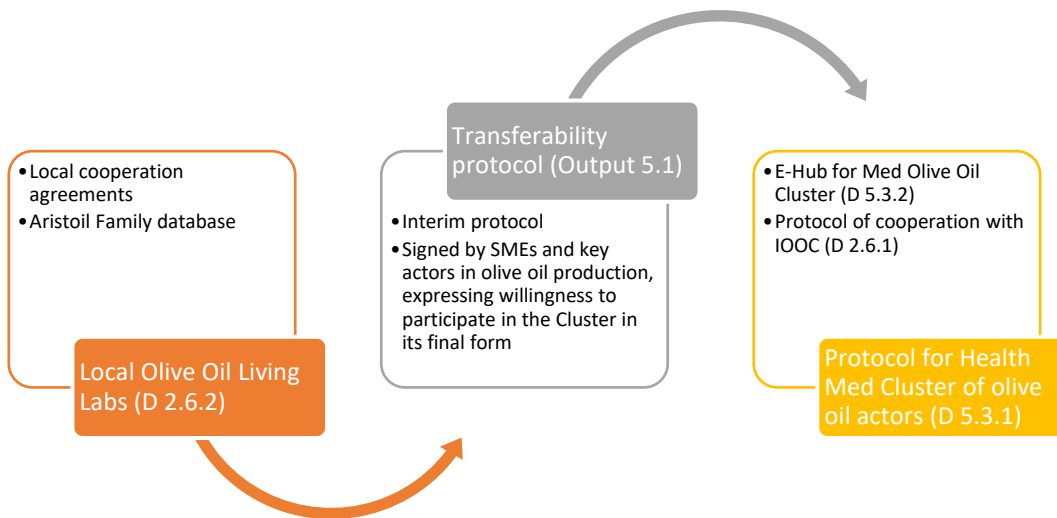 •Local cooperation
agreements
•Aristoil Family database
Local Olive Oil Living
Labs (D 2.6.2)
Transferability
protocol (Output 5.1)
•Interim protocol
•Signed by SMEs and key
actors in olive oil production,
expressing willingness to
participate in the Cluster in
its final form
•E-Hub for Med Olive Oil
Cluster (D 5.3.2)
•Protocol of cooperation with
IOOC (D 2.6.1)
Protocol for Health
Med Cluster of olive
oil actors (D 5.3.1)